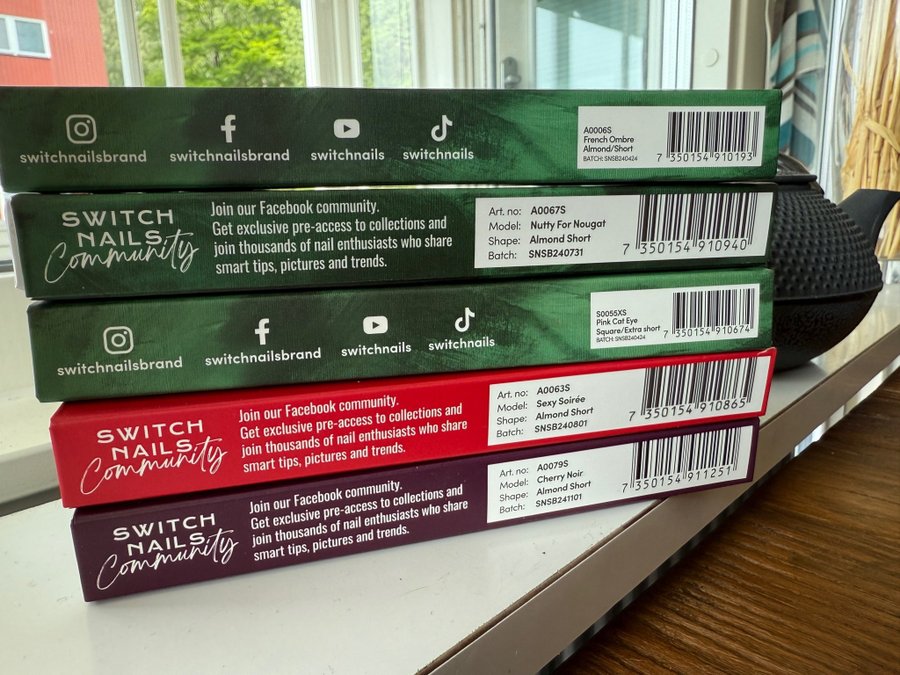 switchnailsbrand
switchnailsbrand
switchnails
switchnails
A0006S
French Ombre
Almond/Short
BATCH: SNSB240424
7 350154 910193
SWITCH
NAILS
Community
Join our Facebook community.
Get exclusive pre-access to collections and
join thousands of nail enthusiasts who share
smart tips, pictures and trends.
Art. no: A0067S
Model: Nutty For Nougat
Shape: Almond Short
Batch: SNSB240731
7 350154 910940
switchnailsbrand
switchnailsbrand
switchnails
switchnails
S0055XS
Pink Cat Eye
Square/Extra short
BATCH: SNSB240424
7 350154 910674
SWITCH
NAILS
Community
Join our Facebook community.
Get exclusive pre-access to collections and
join thousands of nail enthusiasts who share
smart tips, pictures and trends.
Art. no: A0063S
Model: Sexy Soirée
Shape: Almond Short
Batch: SNSB240801
7 350154 910865
SWITCH
NAILS
Community
Join our Facebook community.
Get exclusive pre-access to collections and
join thousands of nail enthusiasts who share
smart tips, pictures and trends.
Art. no: A0079S
Model: Cherry Noir
Shape: Almond Short
Batch: SNSB241101
7 350154 911251